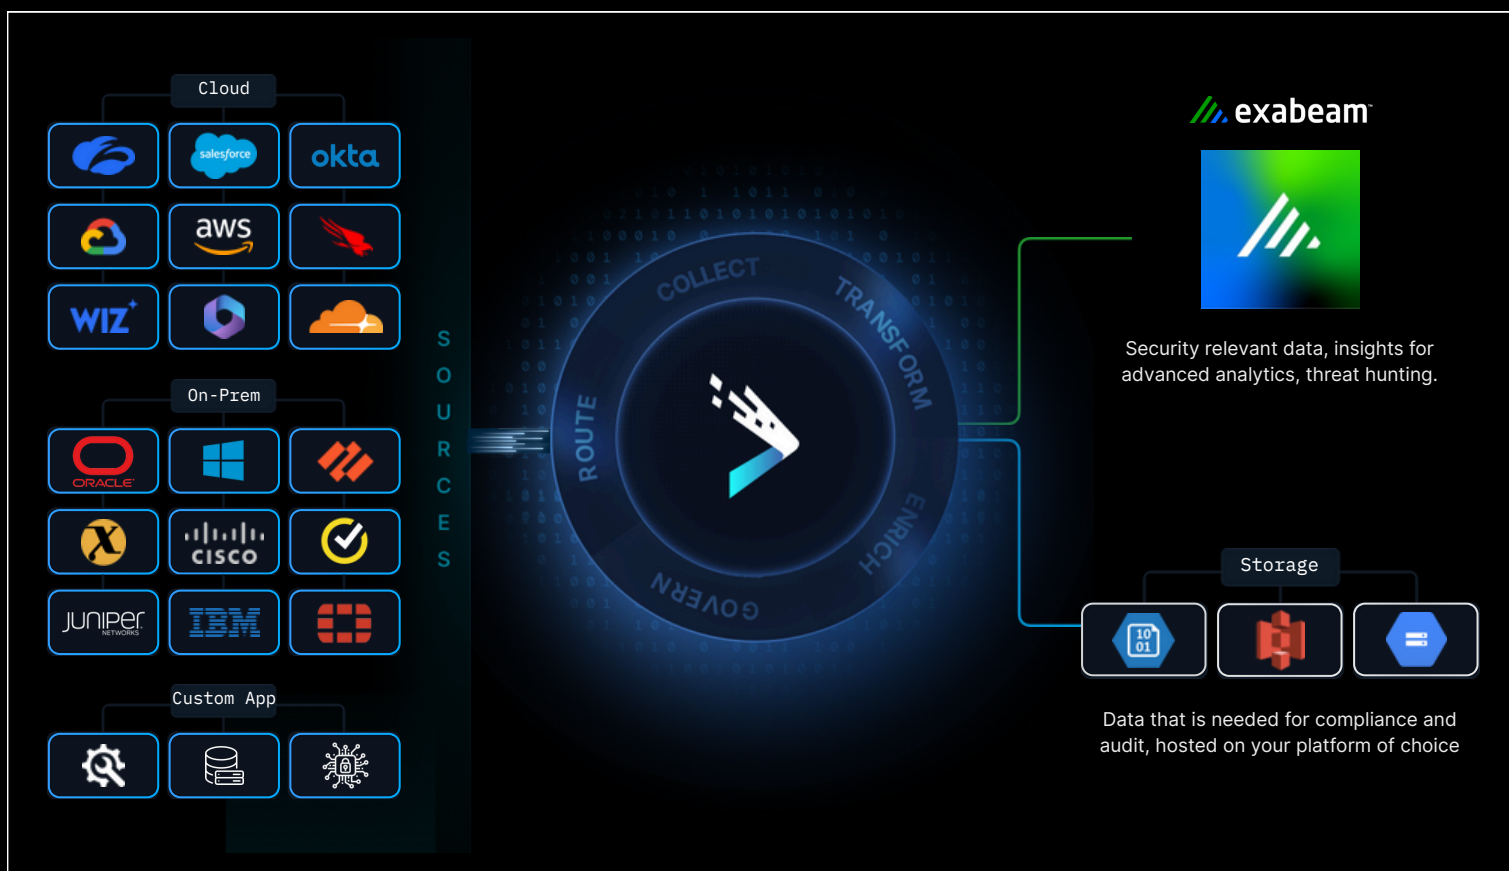 Cloud
salesforce
okta
aws
WIZ
On-Prem
ORACLE
CISCO
JUNIPER
NETWORKS
IBM
Custom App
SOURCES
COLLECT
TRANSFORM
ENRICH
GOVERN
ROUTE
exabeam
Security relevant data, insights for
advanced analytics, threat hunting.
Storage
10
01
Data that is needed for compliance and
audit, hosted on your platform of choice